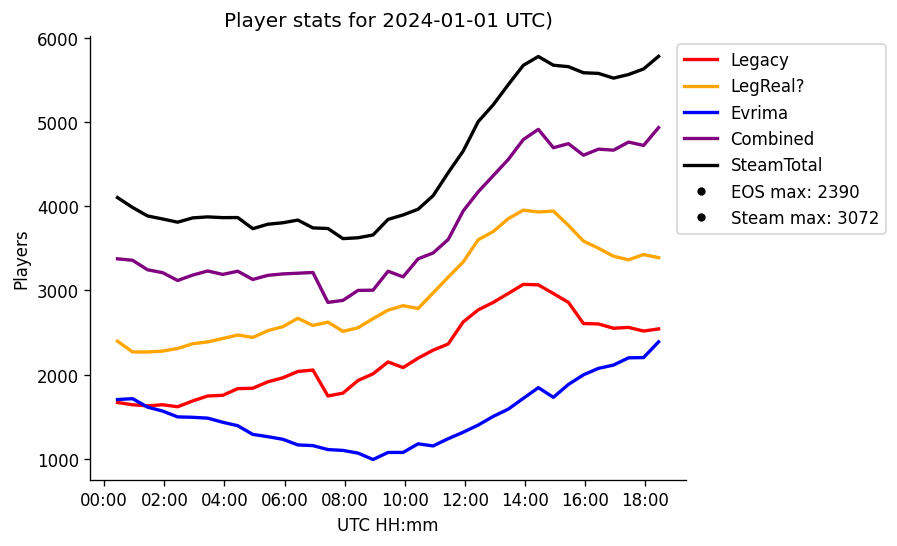 Player stats for 2024-01-01 UTC)
Players
6000
5000
4000
3000
2000
1000
00:00 02:00 04:00 06:00 08:00 10:00 12:00 14:00 16:00 18:00
UTC HH:mm
Legacy
LegReal?
Evrima
Combined
SteamTotal
EOS max: 2390
Steam max: 3072